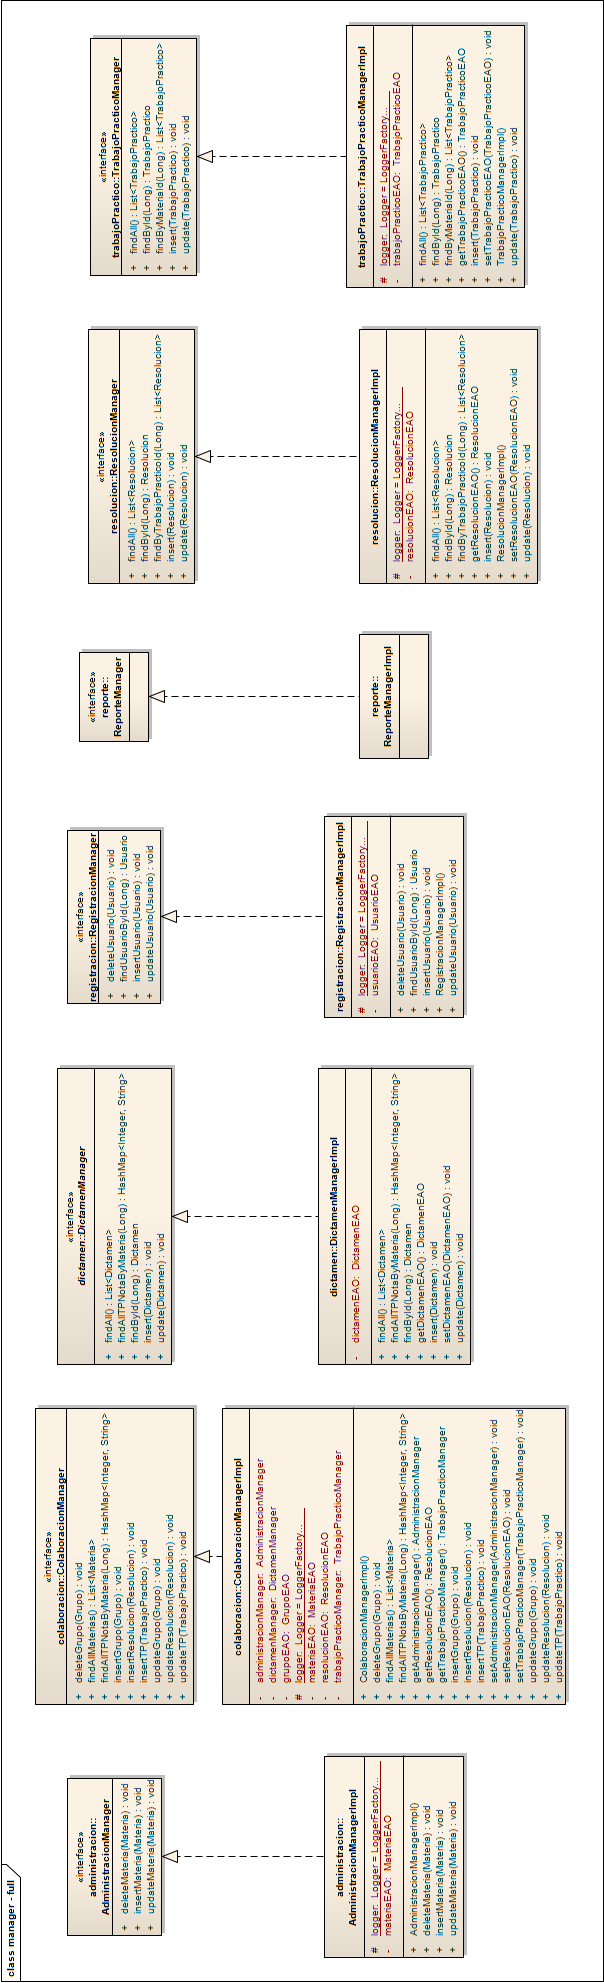 class manager - full
«interface»
administracion::
AdministracionManager
+ deleteMateria(Materia) : void
+ insertMateria(Materia) : void
+ updateMateria(Materia) : void
«interface»
colaboracion::ColaboracionManager
+ deleteGrupo(Grupo) : void
+ findAllMaterias() : List<Materia>
+ findAllTPNotaByMateria(Long) : HashMap<Integer, String>
+ insertGrupo(Grupo) : void
+ insertResolucion(Resolucion) : void
+ insertTP(TrabajoPractico) : void
+ updateGrupo(Grupo) : void
+ updateResolucion(Resolucion) : void
+ updateTP(TrabajoPractico) : void
«interface»
dictamen::DictamenManager
+ findAll() : List<Dictamen>
+ findAllTPNotaByMateria(Long) : HashMap<Integer, String>
+ findById(Long) : Dictamen
+ insert(Dictamen) : void
+ update(Dictamen) : void
«interface»
registracion::RegistracionManager
+ deleteUsuario(Usuario) : void
+ findUsuarioById(Long) : Usuario
+ insertUsuario(Usuario) : void
+ updateUsuario(Usuario) : void
«interface»
reporte::
ReporteManager
«interface»
resolucion::ResolucionManager
+ findAll() : List<Resolucion>
+ findById(Long) : Resolucion
+ findByTrabajoPracticoId(Long) : List<Resolucion>
+ insert(Resolucion) : void
+ update(Resolucion) : void
«interface»
trabajoPractico::TrabajoPracticoManager
+ findAll() : List<TrabajoPractico>
+ findById(Long) : TrabajoPractico
+ findByMateriaId(Long) : List<TrabajoPractico>
+ insert(TrabajoPractico) : void
+ update(TrabajoPractico) : void
administracion::
AdministracionManagerImpl
# logger: Logger = LoggerFactory....
- materiaEAO: MateriaEAO
+ AdministracionManagerImpl()
+ deleteMateria(Materia) : void
+ insertMateria(Materia) : void
+ updateMateria(Materia) : void
colaboracion::ColaboracionManagerImpl
- administracionManager: AdministracionManager
- dictamenManager: DictamenManager
- grupoEAO: GrupoEAO
# logger: Logger = LoggerFactory....
- materiaEAO: MateriaEAO
- resolucionEAO: ResolucionEAO
- trabajoPracticoManager: TrabajoPracticoManager
+ ColaboracionManagerImpl()
+ deleteGrupo(Grupo) : void
+ findAllMaterias() : List<Materia>
+ findAllTPNotaByMateria(Long) : HashMap<Integer, String>
+ getAdministracionManager() : AdministracionManager
+ getResolucionEAO() : ResolucionEAO
+ getTrabajoPracticoManager() : TrabajoPracticoManager
+ insertGrupo(Grupo) : void
+ insertResolucion(Resolucion) : void
+ insertTP(TrabajoPractico) : void
+ setAdministracionManager(AdministracionManager) : void
+ setResolucionEAO(ResolucionEAO) : void
+ setTrabajoPracticoManager(TrabajoPracticoManager) : void
+ updateGrupo(Grupo) : void
+ updateResolucion(Resolucion) : void
+ updateTP(TrabajoPractico) : void
dictamen::DictamenManagerImpl
- dictamenEAO: DictamenEAO
+ findAll() : List<Dictamen>
+ findAllTPNotaByMateria(Long) : HashMap<Integer, String>
+ findById(Long) : Dictamen
+ getDictamenEAO() : DictamenEAO
+ insert(Dictamen) : void
+ setDictamenEAO(DictamenEAO) : void
+ update(Dictamen) : void
registracion::RegistracionManagerImpl
# logger: Logger = LoggerFactory....
- usuarioEAO: UsuarioEAO
+ deleteUsuario(Usuario) : void
+ findUsuarioById(Long) : Usuario
+ insertUsuario(Usuario) : void
+ RegistracionManagerImpl()
+ updateUsuario(Usuario) : void
reporte::
ReporteManagerImpl
resolucion::ResolucionManagerImpl
# logger: Logger = LoggerFactory....
- resolucionEAO: ResolucionEAO
+ findAll() : List<Resolucion>
+ findById(Long) : Resolucion
+ findByTrabajoPracticoId(Long) : List<Resolucion>
+ getResolucionEAO() : ResolucionEAO
+ insert(Resolucion) : void
+ ResolucionManagerImpl()
+ setResolucionEAO(ResolucionEAO) : void
+ update(Resolucion) : void
trabajoPractico::TrabajoPracticoManagerImpl
# logger: Logger = LoggerFactory....
- trabajoPracticoEAO: TrabajoPracticoEAO
+ findAll() : List<TrabajoPractico>
+ findById(Long) : TrabajoPractico
+ findByMateriaId(Long) : List<TrabajoPractico>
+ getTrabajoPracticoEAO() : TrabajoPracticoEAO
+ insert(TrabajoPractico) : void
+ setTrabajoPracticoEAO(TrabajoPracticoEAO) : void
+ TrabajoPracticoManagerImpl()
+ update(TrabajoPractico) : void